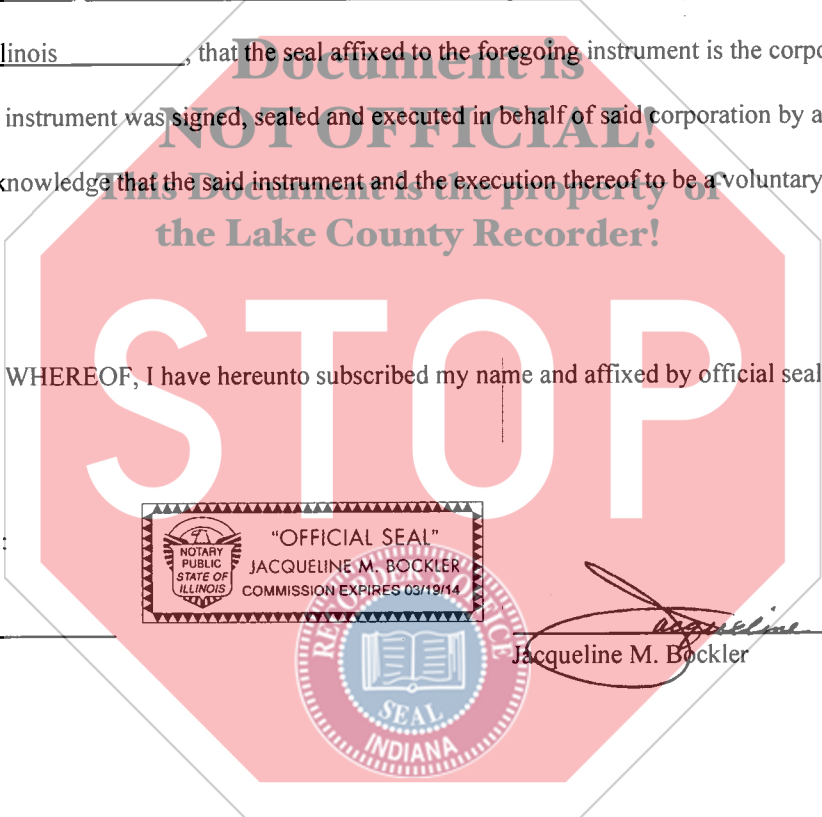 linois __________, that the seal affixed to the foregoing instrument is the corpo
Document is
instrument was signed, sealed and executed in behalf of said corporation by a
NOT OFFICIAL!
knowledge that the said instrument and the execution thereof to be a voluntary
This Document is the property of
the Lake County Recorder!
STOP
WHEREOF, I have hereunto subscribed my name and affixed by official seal
:
"OFFICIAL SEAL"
JACQUELINE M. BOCKLER
COMMISSION EXPIRES 03/19/14
NOTARY
PUBLIC
STATE OF
ILLINOIS
RECORDER'S OFFICE
SEAL
INDIANA
acqueline
Jacqueline M. Bockler